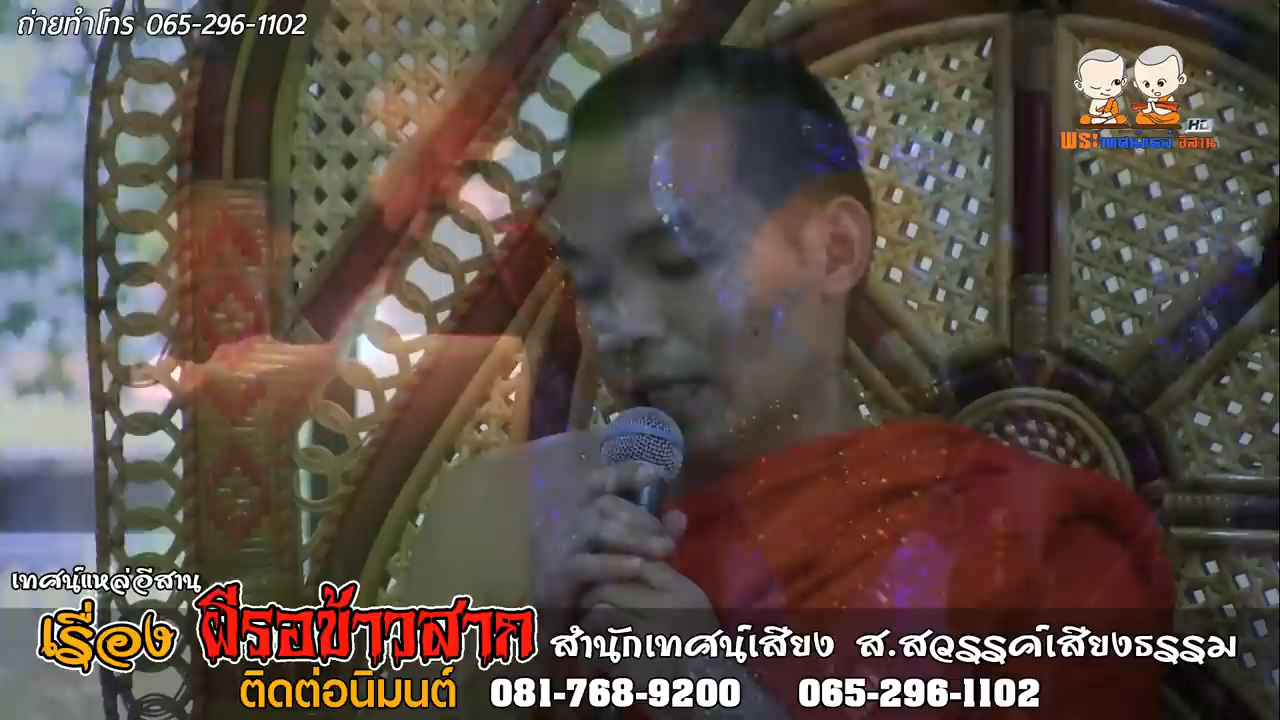 ถ่ายทำโทร 065-296-1102
HD
พระเทศน์แหล่ อีสาน
เทศน์แหล่อีสาน
เรื่อง ผีรอข้าวสาก สำนักเทศน์เสียง ส.สวรรค์เสียงธรรม
ติดต่อนิมนต์ 081-768-9200 065-296-1102